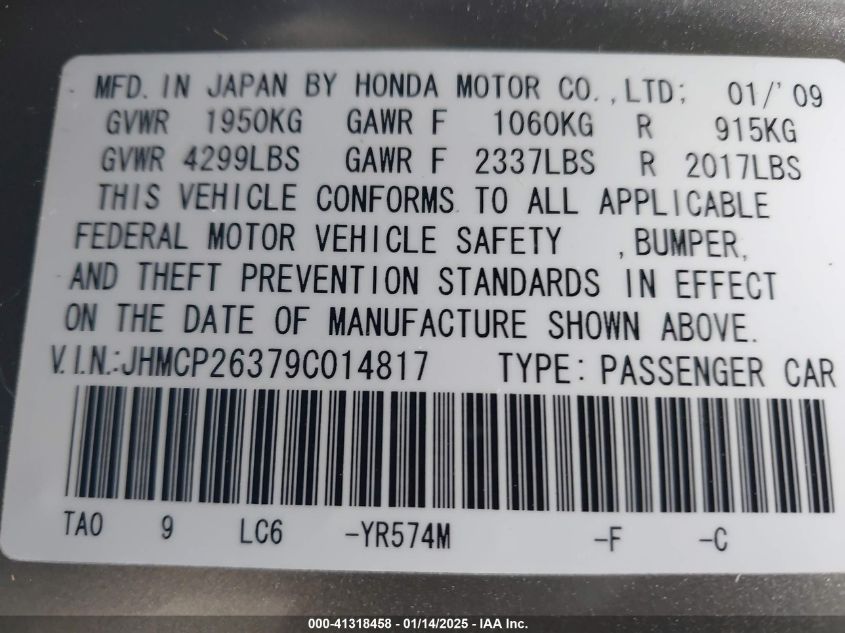 MFD. IN JAPAN BY HONDA MOTOR CO.,LTD; 01/'09
GVWR 1950KG GAWR F 1060KG R 915KG
GVWR 4299LBS GAWR F 2337LBS R 2017LBS
THIS VEHICLE CONFORMS TO ALL APPLICABLE
FEDERAL MOTOR VEHICLE SAFETY ,BUMPER,
AND THEFT PREVENTION STANDARDS IN EFFECT
ON THE DATE OF MANUFACTURE SHOWN ABOVE.
V.I.N.:JHMCP26379C014817 TYPE: PASSENGER CAR
TAO 9 LC6 -YR574M -F -C
000-41318458 - 01/14/2025 - IAA Inc.